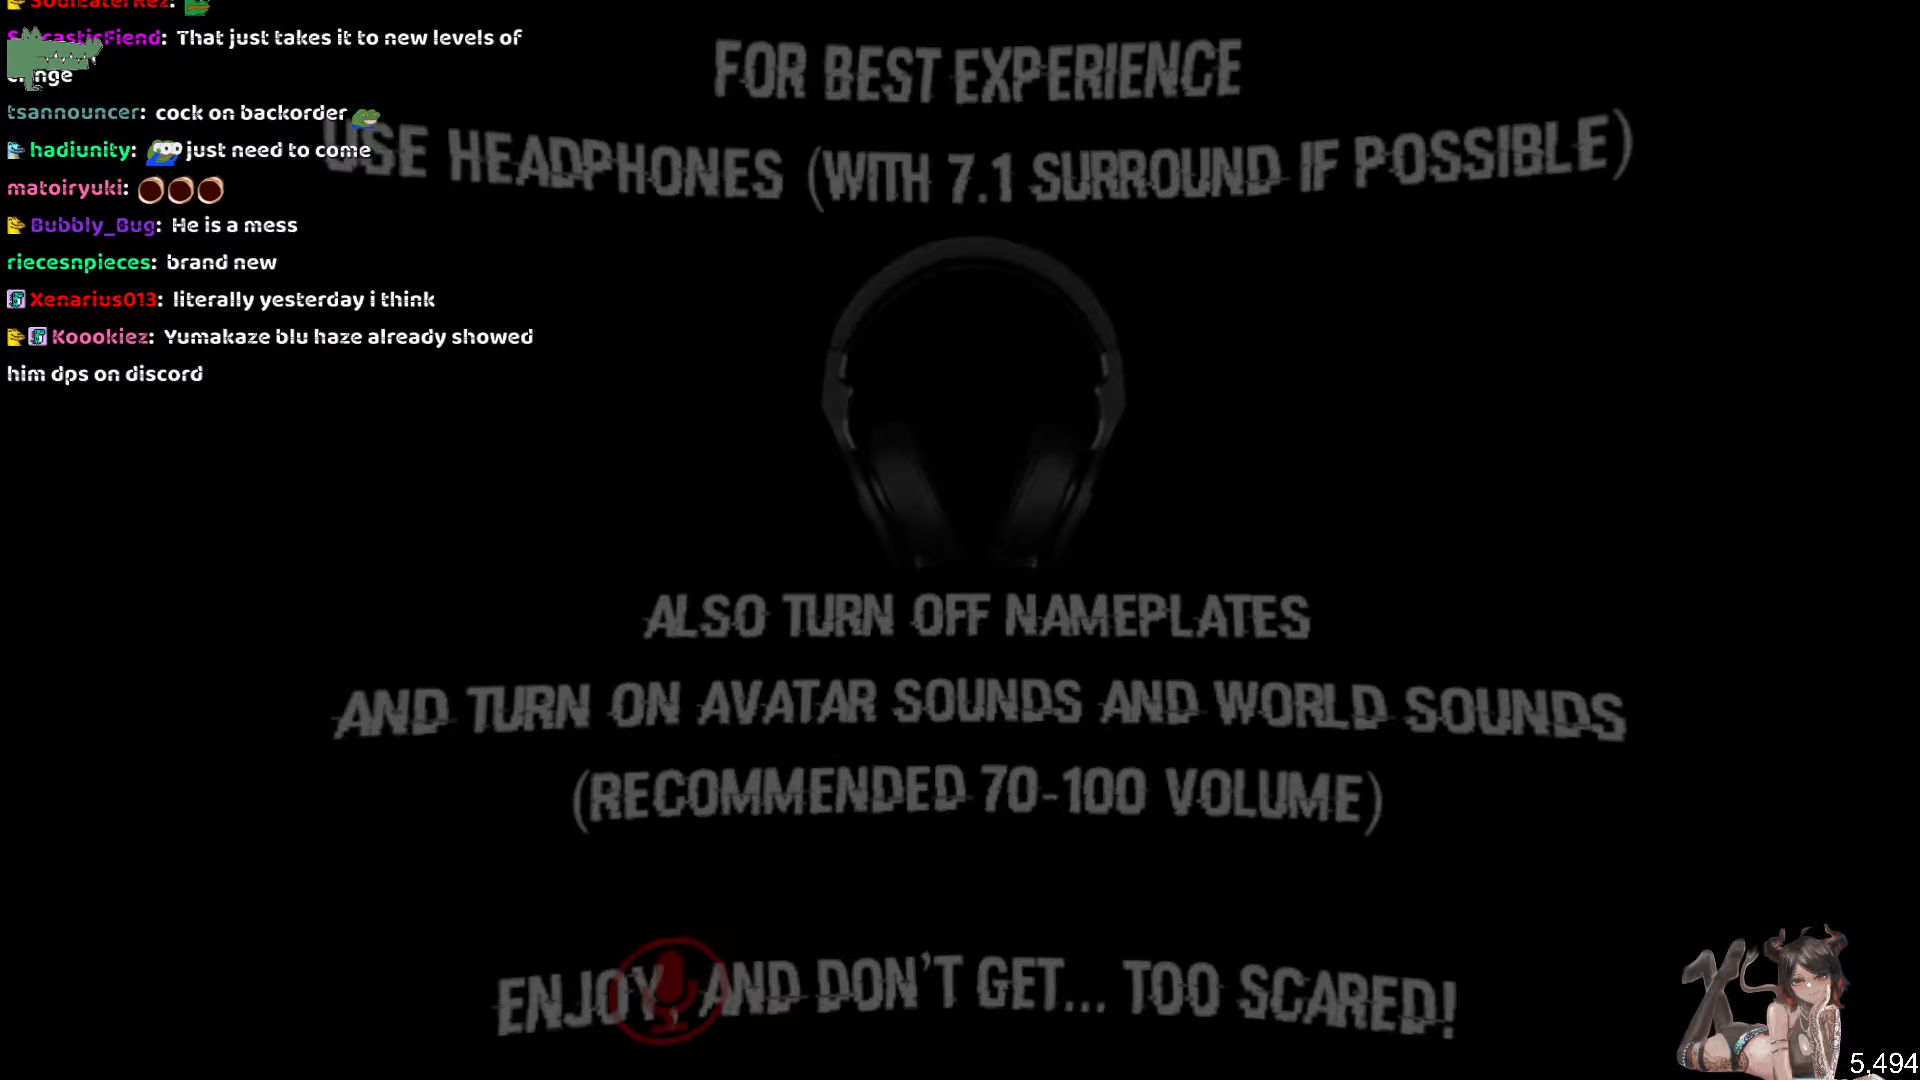 SoulEaterRez:
SarcasticFiend: That just takes it to new levels of
cringe
tsannouncer: cock on backorder
hadiunity: just need to come
matoiryuki:
Bubbly_Bug: He is a mess
riecesnpieces: brand new
Xenarius013: literally yesterday i think
Koookiez: Yumakaze blu haze already showed
him dps on discord
FOR BEST EXPERIENCE
USE HEADPHONES (WITH 7.1 SURROUND IF POSSIBLE)
ALSO TURN OFF NAMEPLATES
AND TURN ON AVATAR SOUNDS AND WORLD SOUNDS
(RECOMMENDED 70-100 VOLUME)
ENJOY, AND DON'T GET... TOO SCARED!
5,494